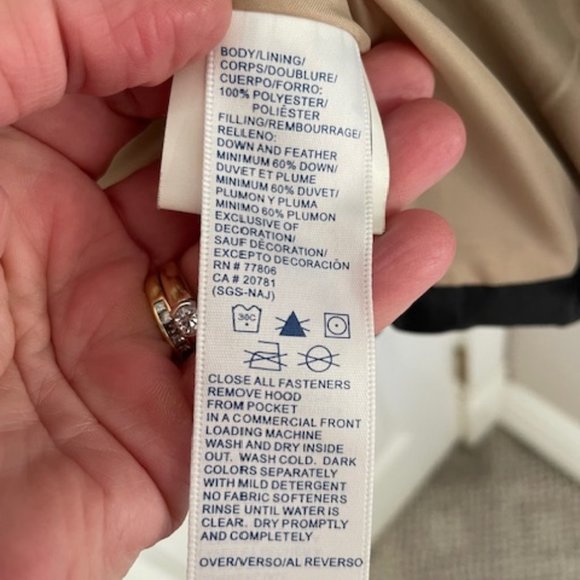 BODY/LINING/
CORPS/DOUBLURE/
CUERPO/FORRO:
100% POLYESTER/
POLIÉSTER
FILLING/REMBOURRAGE/
RELLENO:
DOWN AND FEATHER
MINIMUM 60% DOWN/
DUVET ET PLUME
MINIMUM 60% DUVET/
PLUMON Y PLUMA
MINIMO 60% PLUMON
EXCLUSIVE OF
DECORATION/
SAUF DÉCORATION/
EXCEPTO DECORACIÓN
RN # 77806
CA # 20781
(SGS-NAJ)
30C
CLOSE ALL FASTENERS
REMOVE HOOD
FROM POCKET
IN A COMMERCIAL FRONT
LOADING MACHINE
WASH AND DRY INSIDE
OUT. WASH COLD. DARK
COLORS SEPARATELY
WITH MILD DETERGENT
NO FABRIC SOFTENERS
RINSE UNTIL WATER IS
CLEAR. DRY PROMPTLY
AND COMPLETELY
OVER/VERSO/AL REVERSO